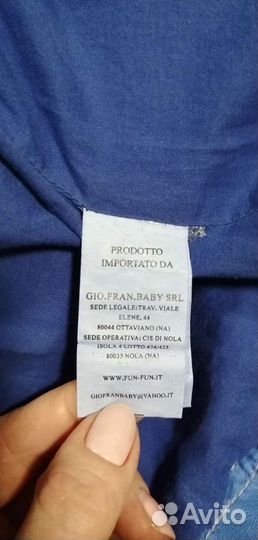 PRODOTTO
IMPORTATO DA
GIO.FRAN.BABY SRL
SEDE LEGALE:TRAV. VIALE
ELENE, 44
80044 OTTAVIANO (NA)
SEDE OPERATIVA: CIS DI NOLA
ISOLA 4 LOTTO 424/425
80035 NOLA (NA)
WWW.FUN-FUN.IT
GIOFRANBABY@YAHOO.IT
Avito